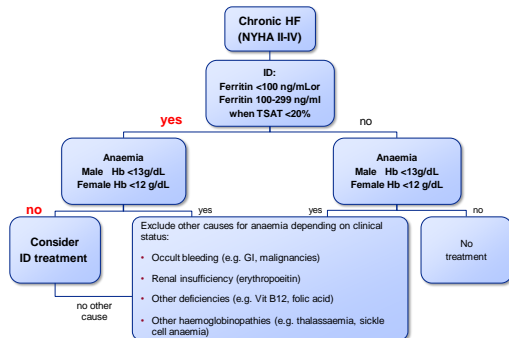 Chronic HF
(NYHA II-IV)
ID:
Ferritin <100 ng/mLor
Ferritin 100-299 ng/ml
when TSAT <20%
yes
no
Anaemia
Male Hb <13g/dL
Female Hb <12 g/dL
Anaemia
Male Hb <13g/dL
Female Hb <12 g/dL
no
yes
yes
no
Consider
ID treatment
Exclude other causes for anaemia depending on clinical
status:
• Occult bleeding (e.g. GI, malignancies)
• Renal insufficiency (erythropoeitin)
• Other deficiencies (e.g. Vit B12, folic acid)
• Other haemoglobinopathies (e.g. thalassaemia, sickle
cell anaemia)
No
treatment
no other
cause